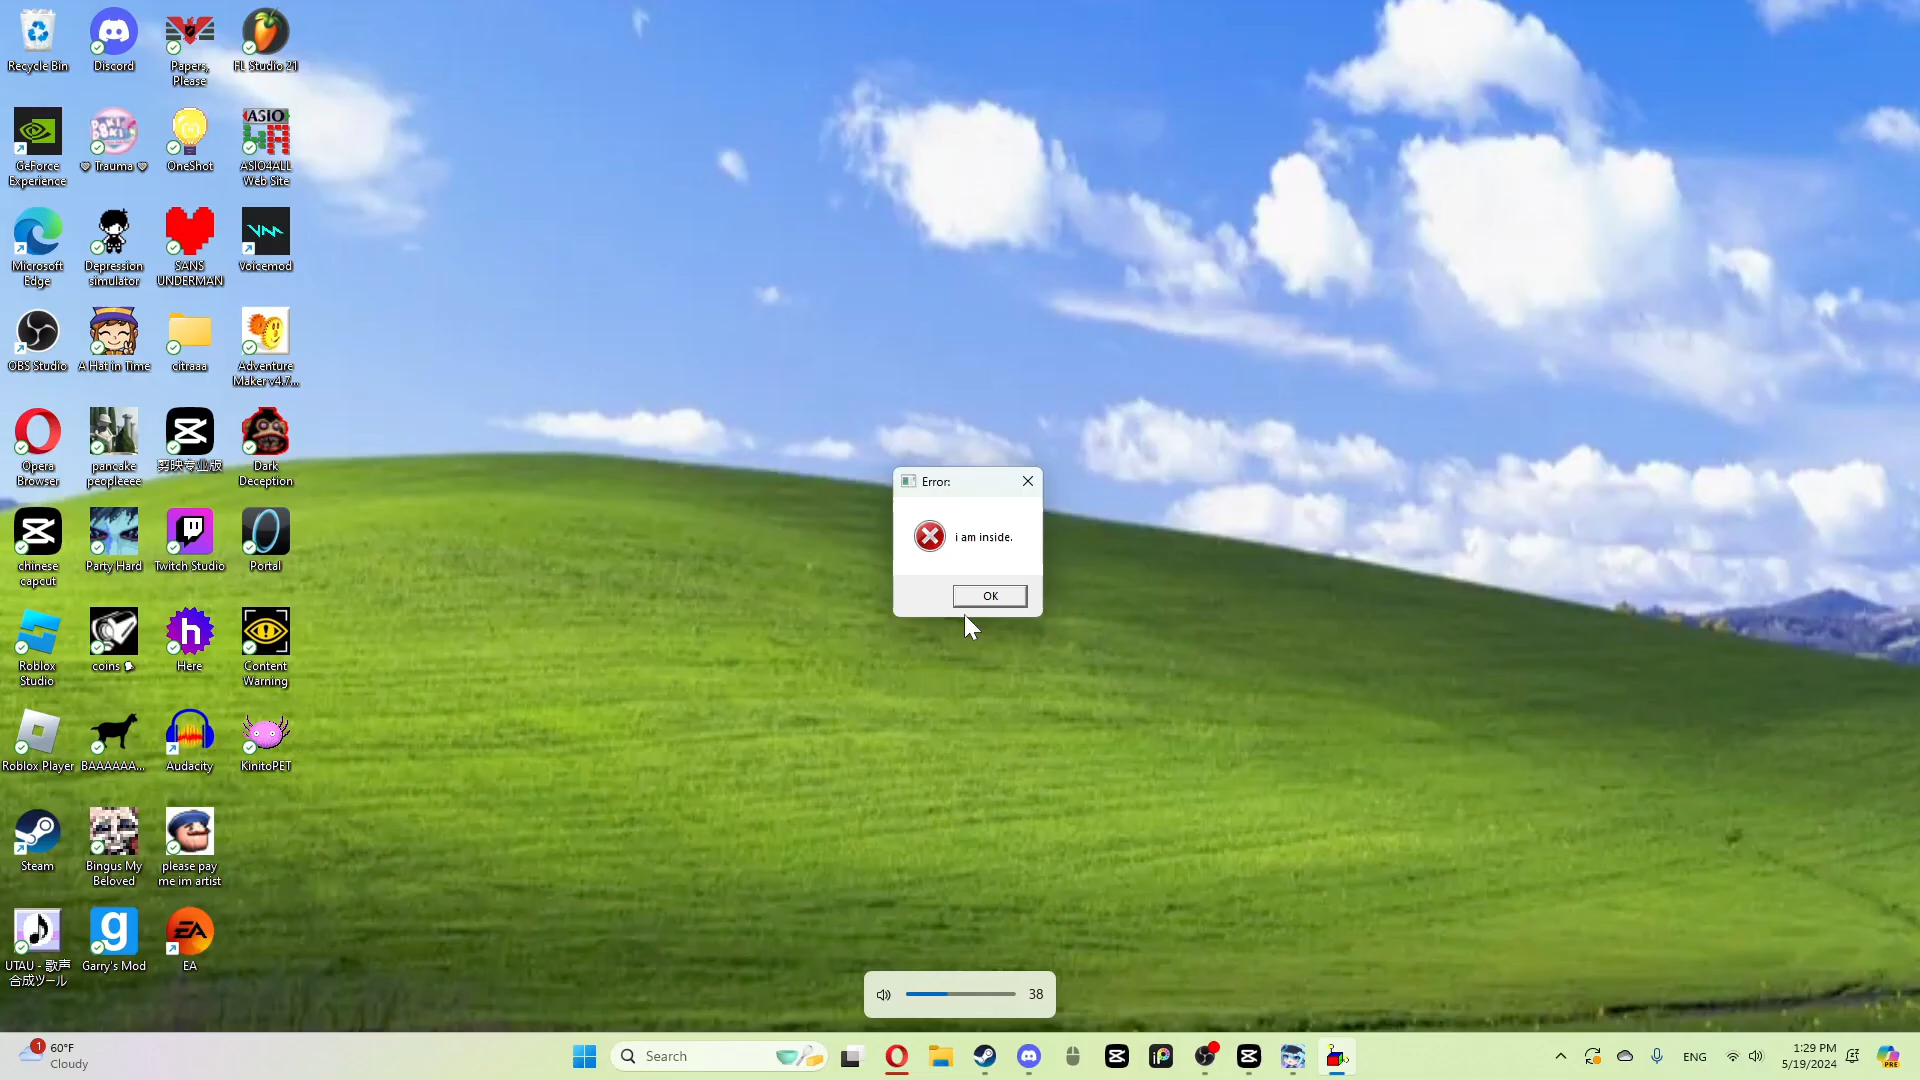 Recycle Bin
Discord
Papers,
Please
FL Studio 21
GeForce
Experience
♡ Trauma ♡
OneShot
ASIO
ASIO4ALL
Web Site
Microsoft
Edge
Depression
simulator
SANS
UNDERMAN
Voicemod
OBS Studio
A Hat in Time
citraaa
Adventure
Maker v4.7...
Opera
Browser
pancake
peopleeee
剪映专业版
Dark
Deception
chinese
capcut
Party Hard
Twitch Studio
Portal
Roblox
Studio
coins
h
Here
Content
Warning
Roblox Player
BAAAAAA...
Audacity
KinitoPET
Steam
Bingus My
Beloved
please pay
me im artist
UTAU - 歌声
合成ツール
g
Garry's Mod
EA
EA
Error:
i am inside.
OK
38
1
60°F
Cloudy
Search
ENG
1:29 PM
5/19/2024
PRE